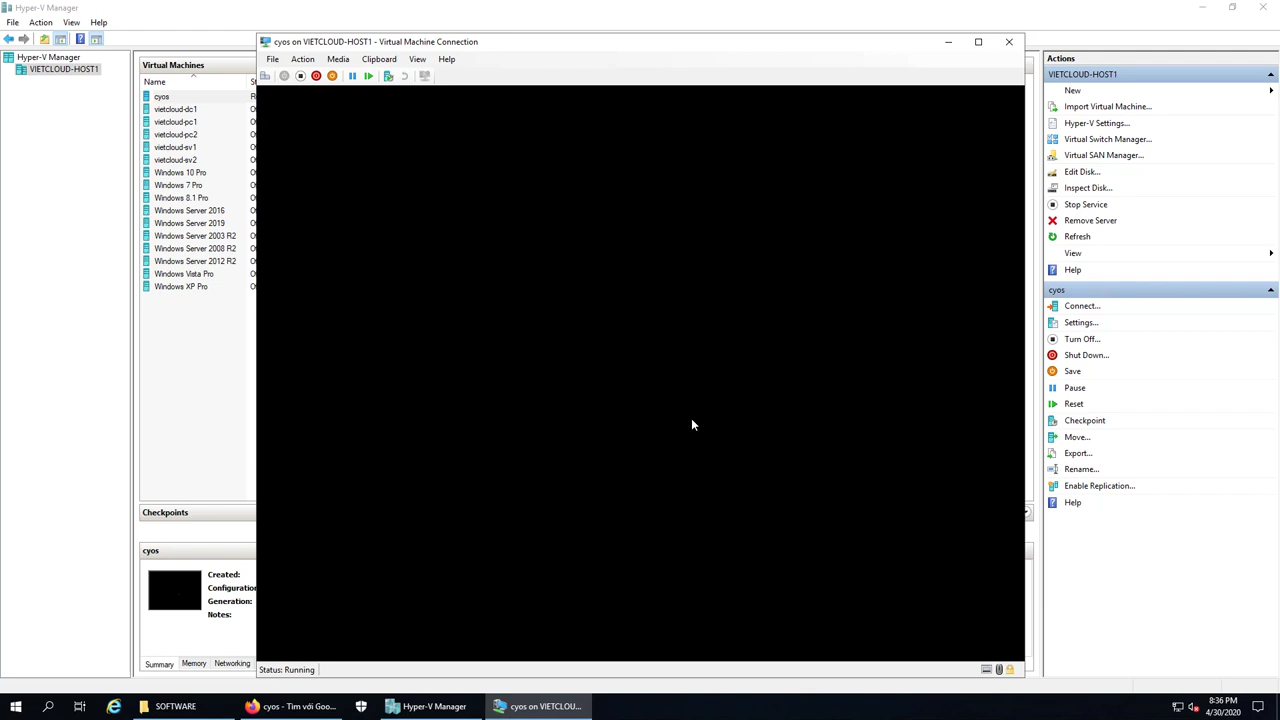 Hyper-V Manager
File Action View Help
Hyper-V Manager
VIETCLOUD-HOST1
Virtual Machines
Name
cyos
vietcloud-dc1
vietcloud-pc1
vietcloud-pc2
vietcloud-sv1
vietcloud-sv2
Windows 10 Pro
Windows 7 Pro
Windows 8.1 Pro
Windows Server 2016
Windows Server 2019
Windows Server 2003 R2
Windows Server 2008 R2
Windows Server 2012 R2
Windows Vista Pro
Windows XP Pro
Checkpoints
cyos
Created:
Configuration
Generation:
Notes:
Summary Memory Networking
cyos on VIETCLOUD-HOST1 - Virtual Machine Connection
File Action Media Clipboard View Help
Status: Running
Actions
VIETCLOUD-HOST1
New
Import Virtual Machine...
Hyper-V Settings...
Virtual Switch Manager...
Virtual SAN Manager...
Edit Disk...
Inspect Disk...
Stop Service
Remove Server
Refresh
View
Help
cyos
Connect...
Settings...
Turn Off...
Shut Down...
Save
Pause
Reset
Checkpoint
Move...
Export...
Rename...
Enable Replication...
Help
SOFTWARE
cyos - Tìm với Goo...
Hyper-V Manager
cyos on VIETCLOU...
8:36 PM
4/30/2020